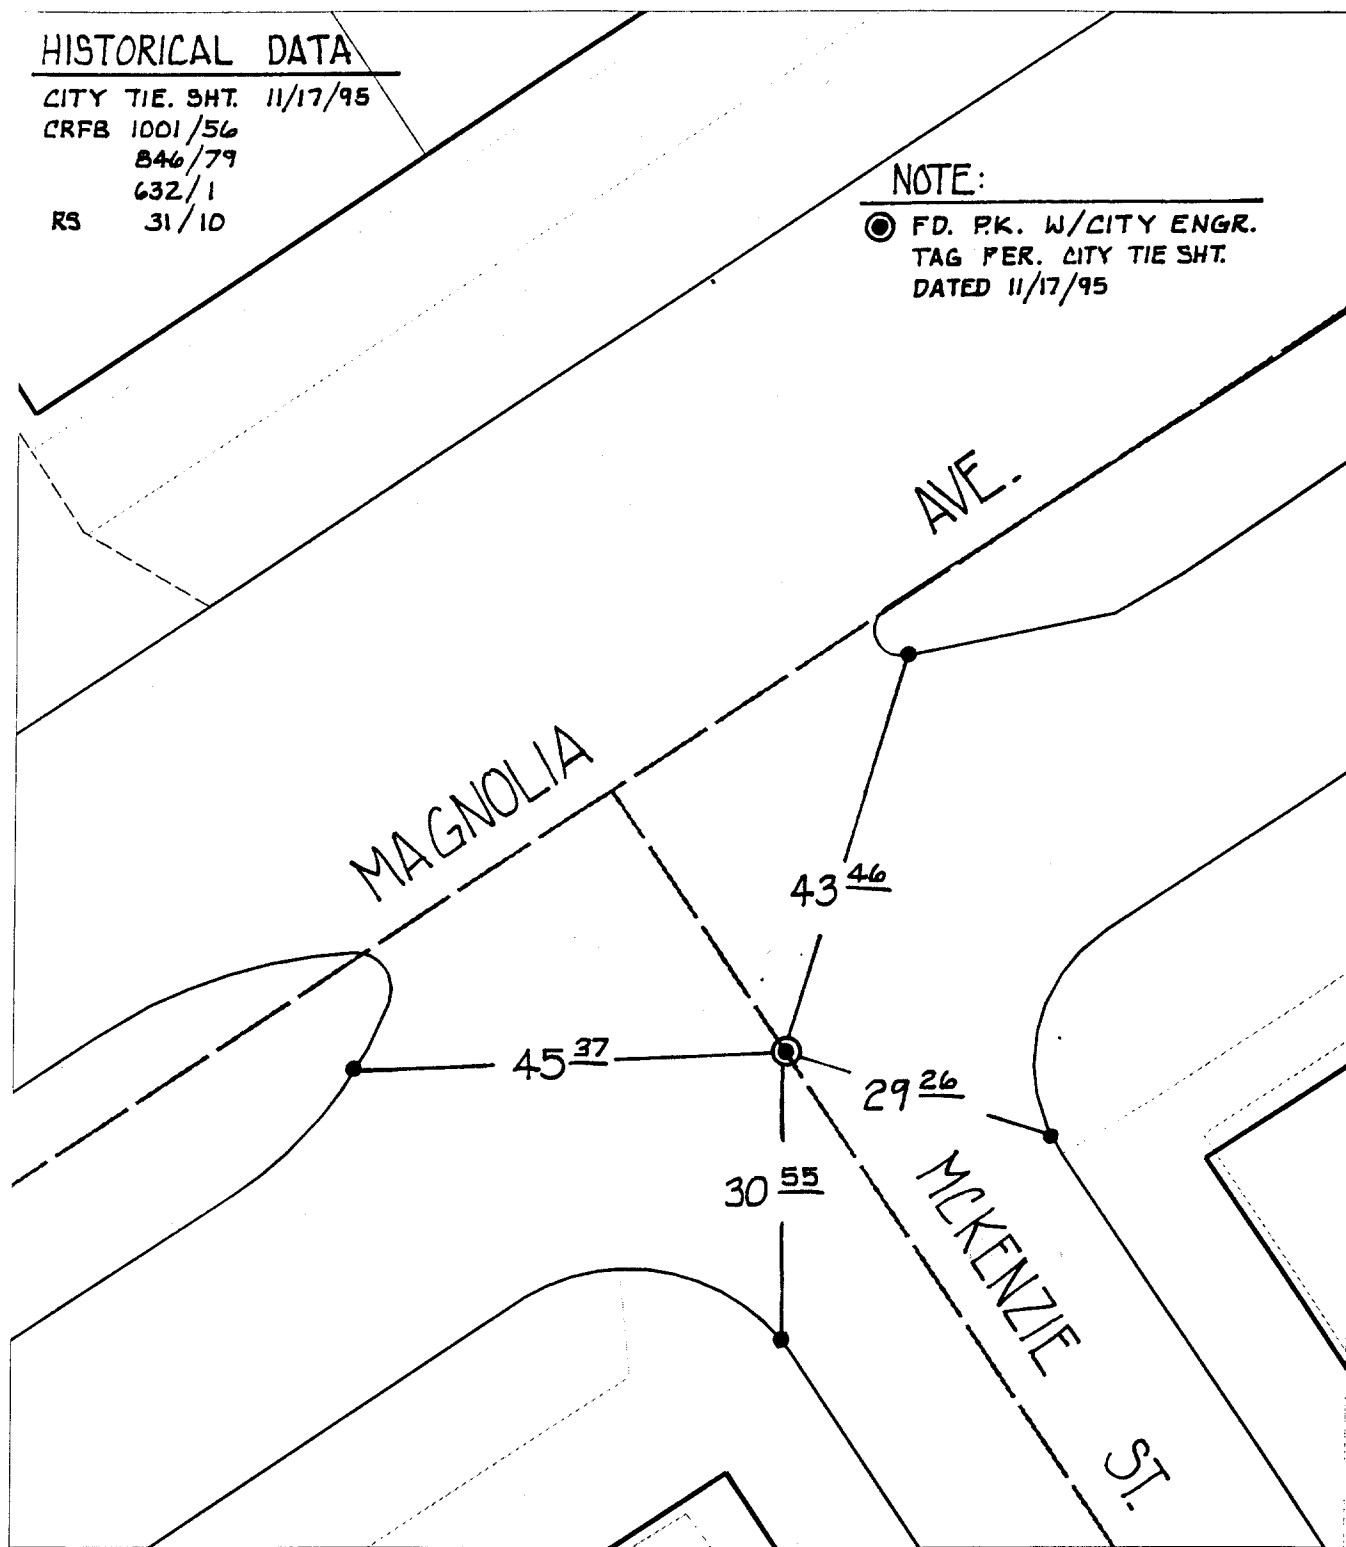 HISTORICAL DATA
CITY TIE. SHT. 11/17/95
CRFB 1001/56
846/79
632/1
RS 31/10
NOTE:
FD. P.K. W/CITY ENGR.
TAG PER. CITY TIE SHT.
DATED 11/17/95
AVE.
MAGNOLIA
43 46
45 37
29 26
30 55
MCKENZIE
ST.